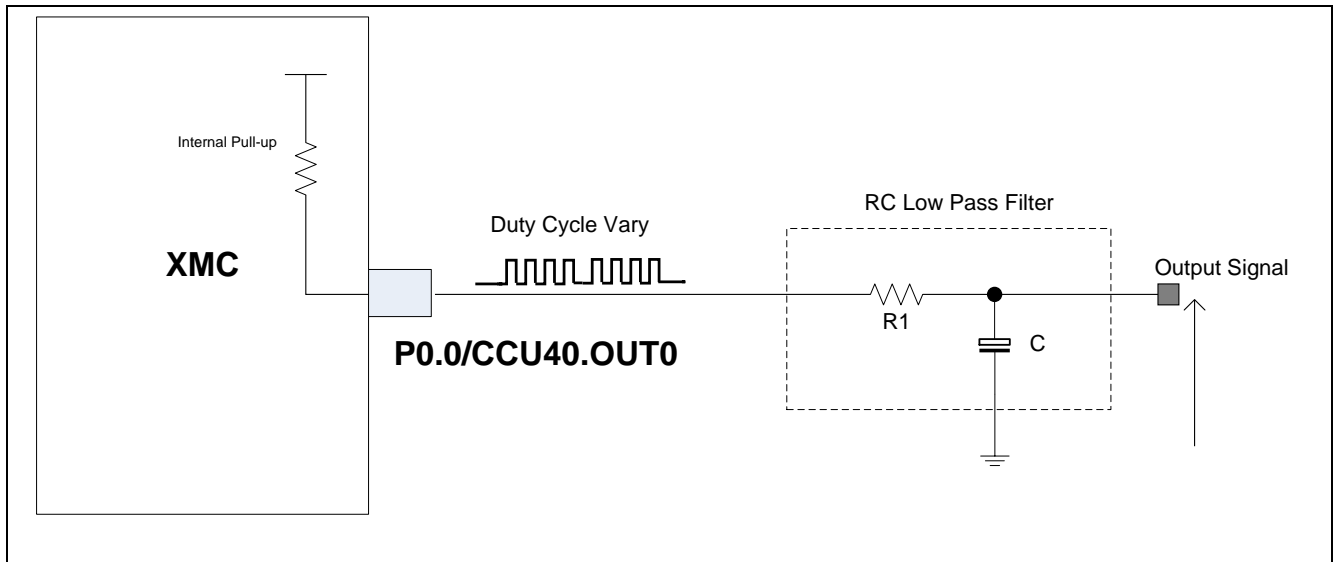 Internal Pull-up
XMC
Duty Cycle Vary
P0.0/CCU40.OUT0
RC Low Pass Filter
R1
C
Output Signal